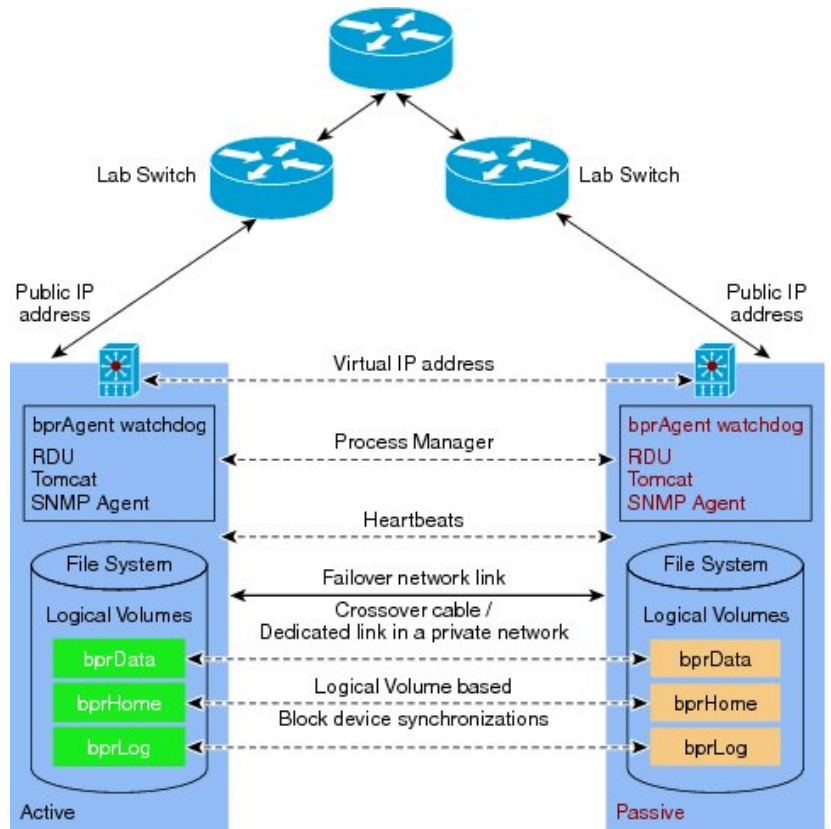 Lab Switch
Lab Switch
Public IP
address
Public IP
address
Virtual IP address
bprAgent watchdog
RDU
Tomcat
SNMP Agent
Process Manager
bprAgent watchdog
RDU
Tomcat
SNMP Agent
Heartbeats
File System
Logical Volumes
bprData
bprHome
bprLog
Failover network link
Crossover cable /
Dedicated link in a private network
Logical Volume based
Block device synchronizations
File System
Logical Volumes
bprData
bprHome
bprLog
Active
Passive